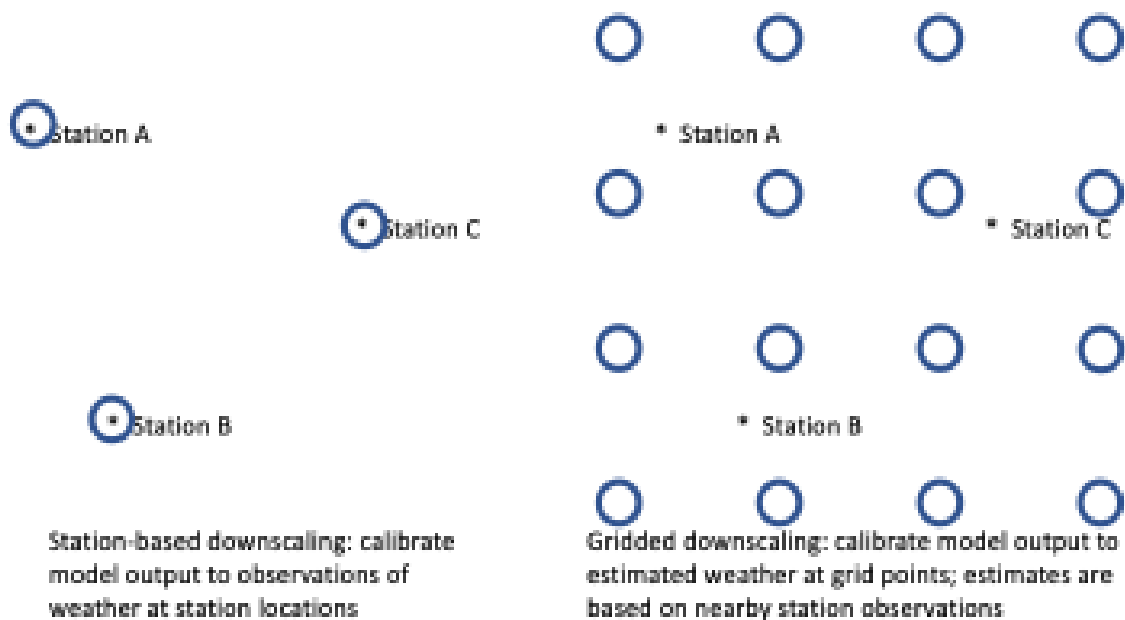 Station A
Station C
Station B
Station-based downscaling: calibrate
model output to observations of
weather at station locations
Station A
Station C
Station B
Gridded downscaling: calibrate model output to
estimated weather at grid points; estimates are
based on nearby station observations